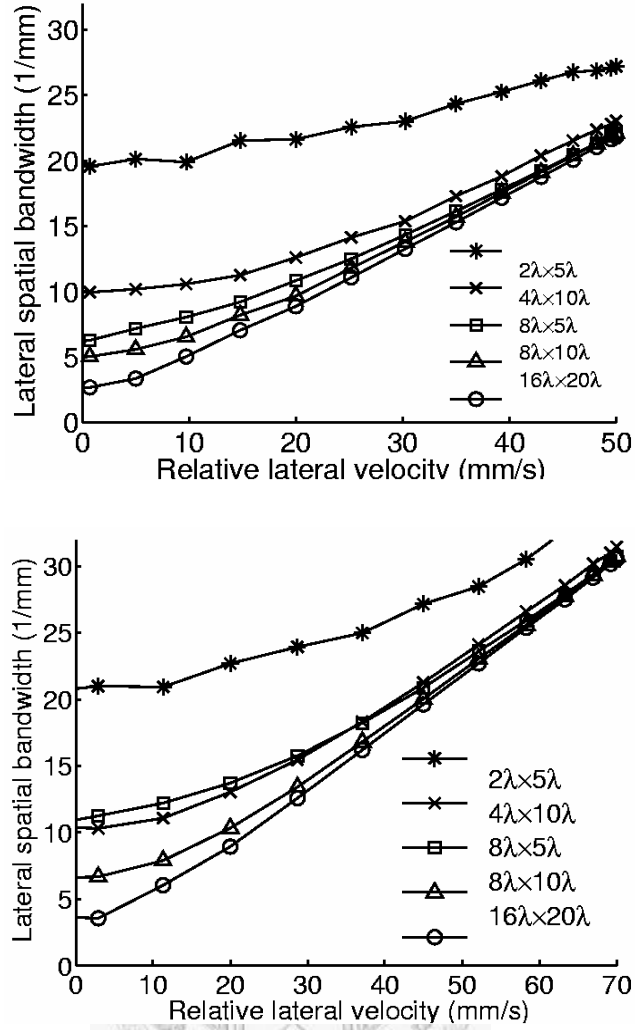 Lateral spatial bandwidth (1/mm)
30
25
20
15
10
5
0
2λ×5λ
4λ×10λ
8λ×5λ
8λ×10λ
16λ×20λ
0 10 20 30 40 50
Relative lateral velocity (mm/s)
Lateral spatial bandwidth (1/mm)
30
25
20
15
10
5
0
2λ×5λ
4λ×10λ
8λ×5λ
8λ×10λ
16λ×20λ
0 10 20 30 40 50 60 70
Relative lateral velocity (mm/s)